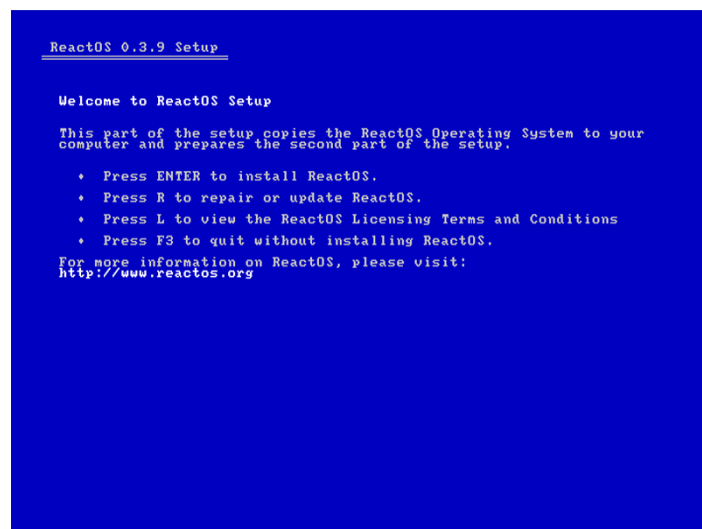 ReactOS 0.3.9 Setup
Welcome to ReactOS Setup
This part of the setup copies the ReactOS Operating System to your
computer and prepares the second part of the setup.
♦ Press ENTER to install ReactOS.
♦ Press R to repair or update ReactOS.
♦ Press L to view the ReactOS Licensing Terms and Conditions
♦ Press F3 to quit without installing ReactOS.
For more information on ReactOS, please visit:
http://www.reactos.org